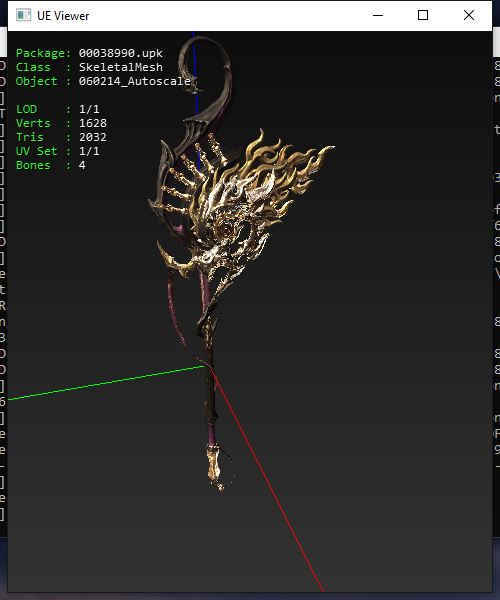 UE Viewer
Package: 00038990.upk
Class : SkeletalMesh
Object : 060214_Autoscale
LOD : 1/1
Verts : 1628
Tris : 2032
UV Set : 1/1
Bones : 4